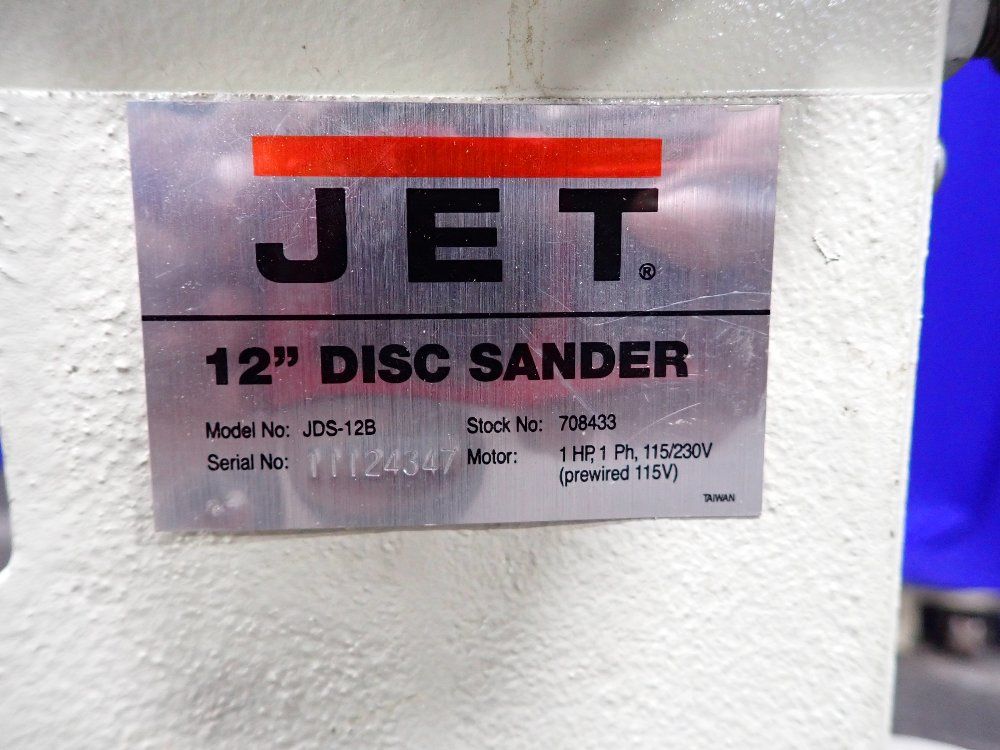 JET®
12” DISC SANDER
Model No: JDS-12B
Serial No: 11124347
Stock No: 708433
Motor: 1 HP, 1 Ph, 115/230V
(prewired 115V)
TAIWAN